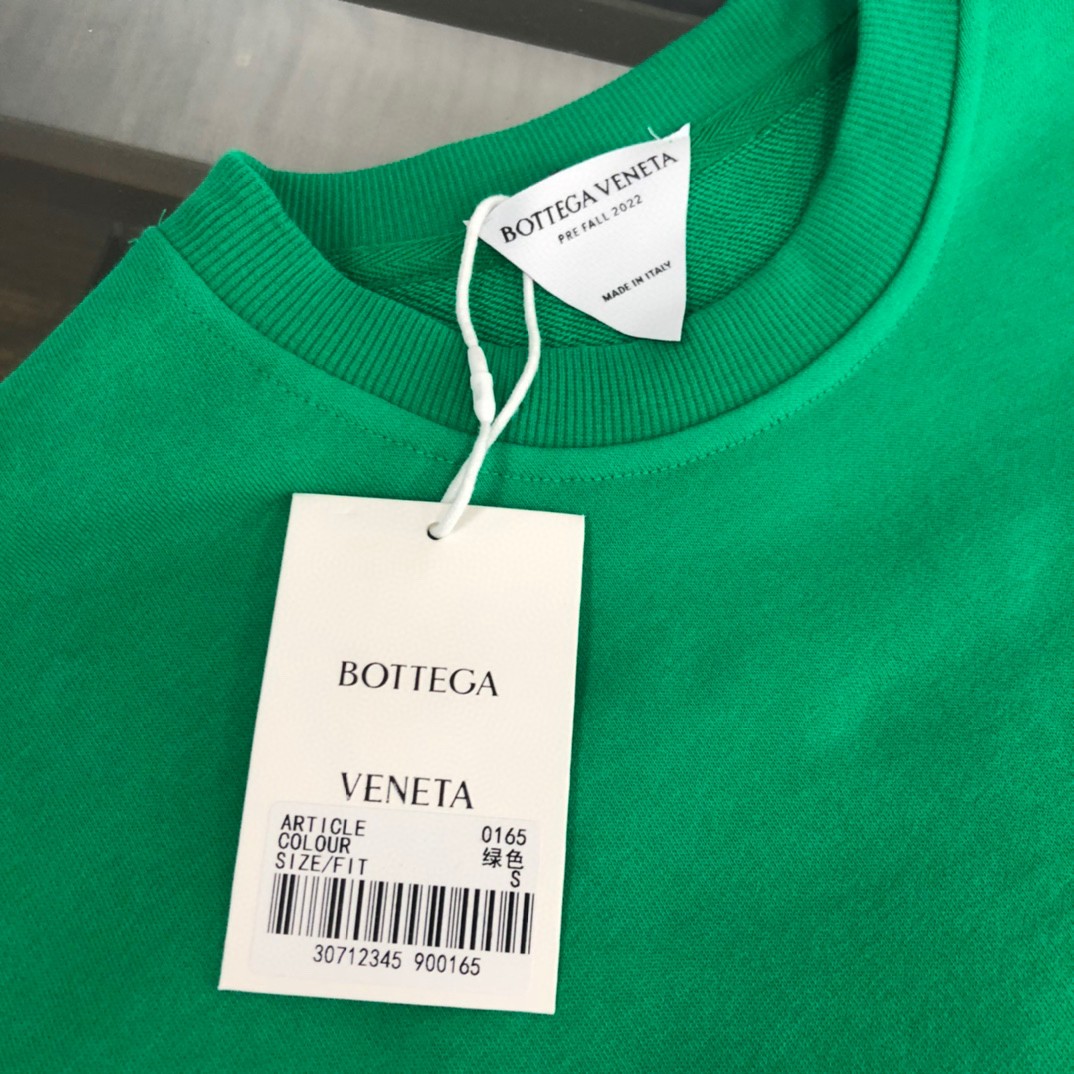 BOTTEGA VENETA
PRE FALL 2022
MADE IN ITALY
BOTTEGA
VENETA
ARTICLE 0165
COLOUR 绿色
SIZE/FIT S
30712345 900165